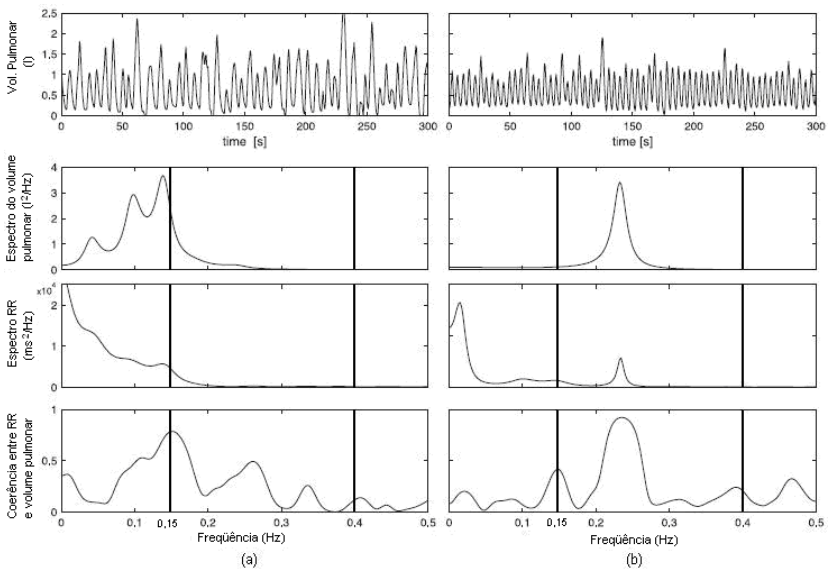 Vol. Pulmonar
(l)
2.5
2
1.5
1
0.5
0
0 50 100 150 200 250 300
time [s]
0 50 100 150 200 250 300
time [s]
Espectro do volume
pulmonar (l²/Hz)
4
3
2
1
0
Espectro RR
(ms²/Hz)
x10⁴
2
1
0
Coerência entre RR
e volume pulmonar
1
0.5
0
0 0,1 0,15 0,2 0,3 0,4 0,5
Freqüência (Hz)
(a)
0 0,1 0,15 0,2 0,3 0,4 0,5
Freqüência (Hz)
(b)